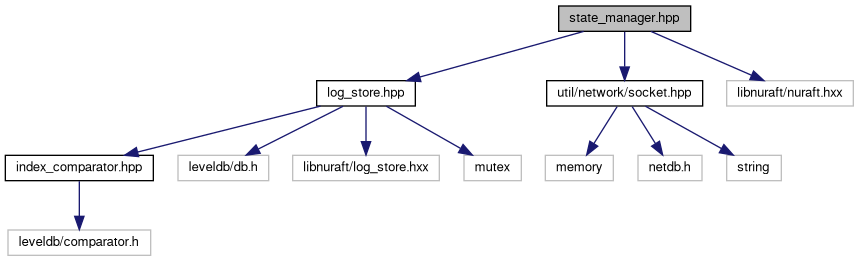 state_manager.hpp
log_store.hpp
util/network/socket.hpp
libnuraft/nuraft.hxx
index_comparator.hpp
leveldb/db.h
libnuraft/log_store.hxx
mutex
memory
netdb.h
string
leveldb/comparator.h